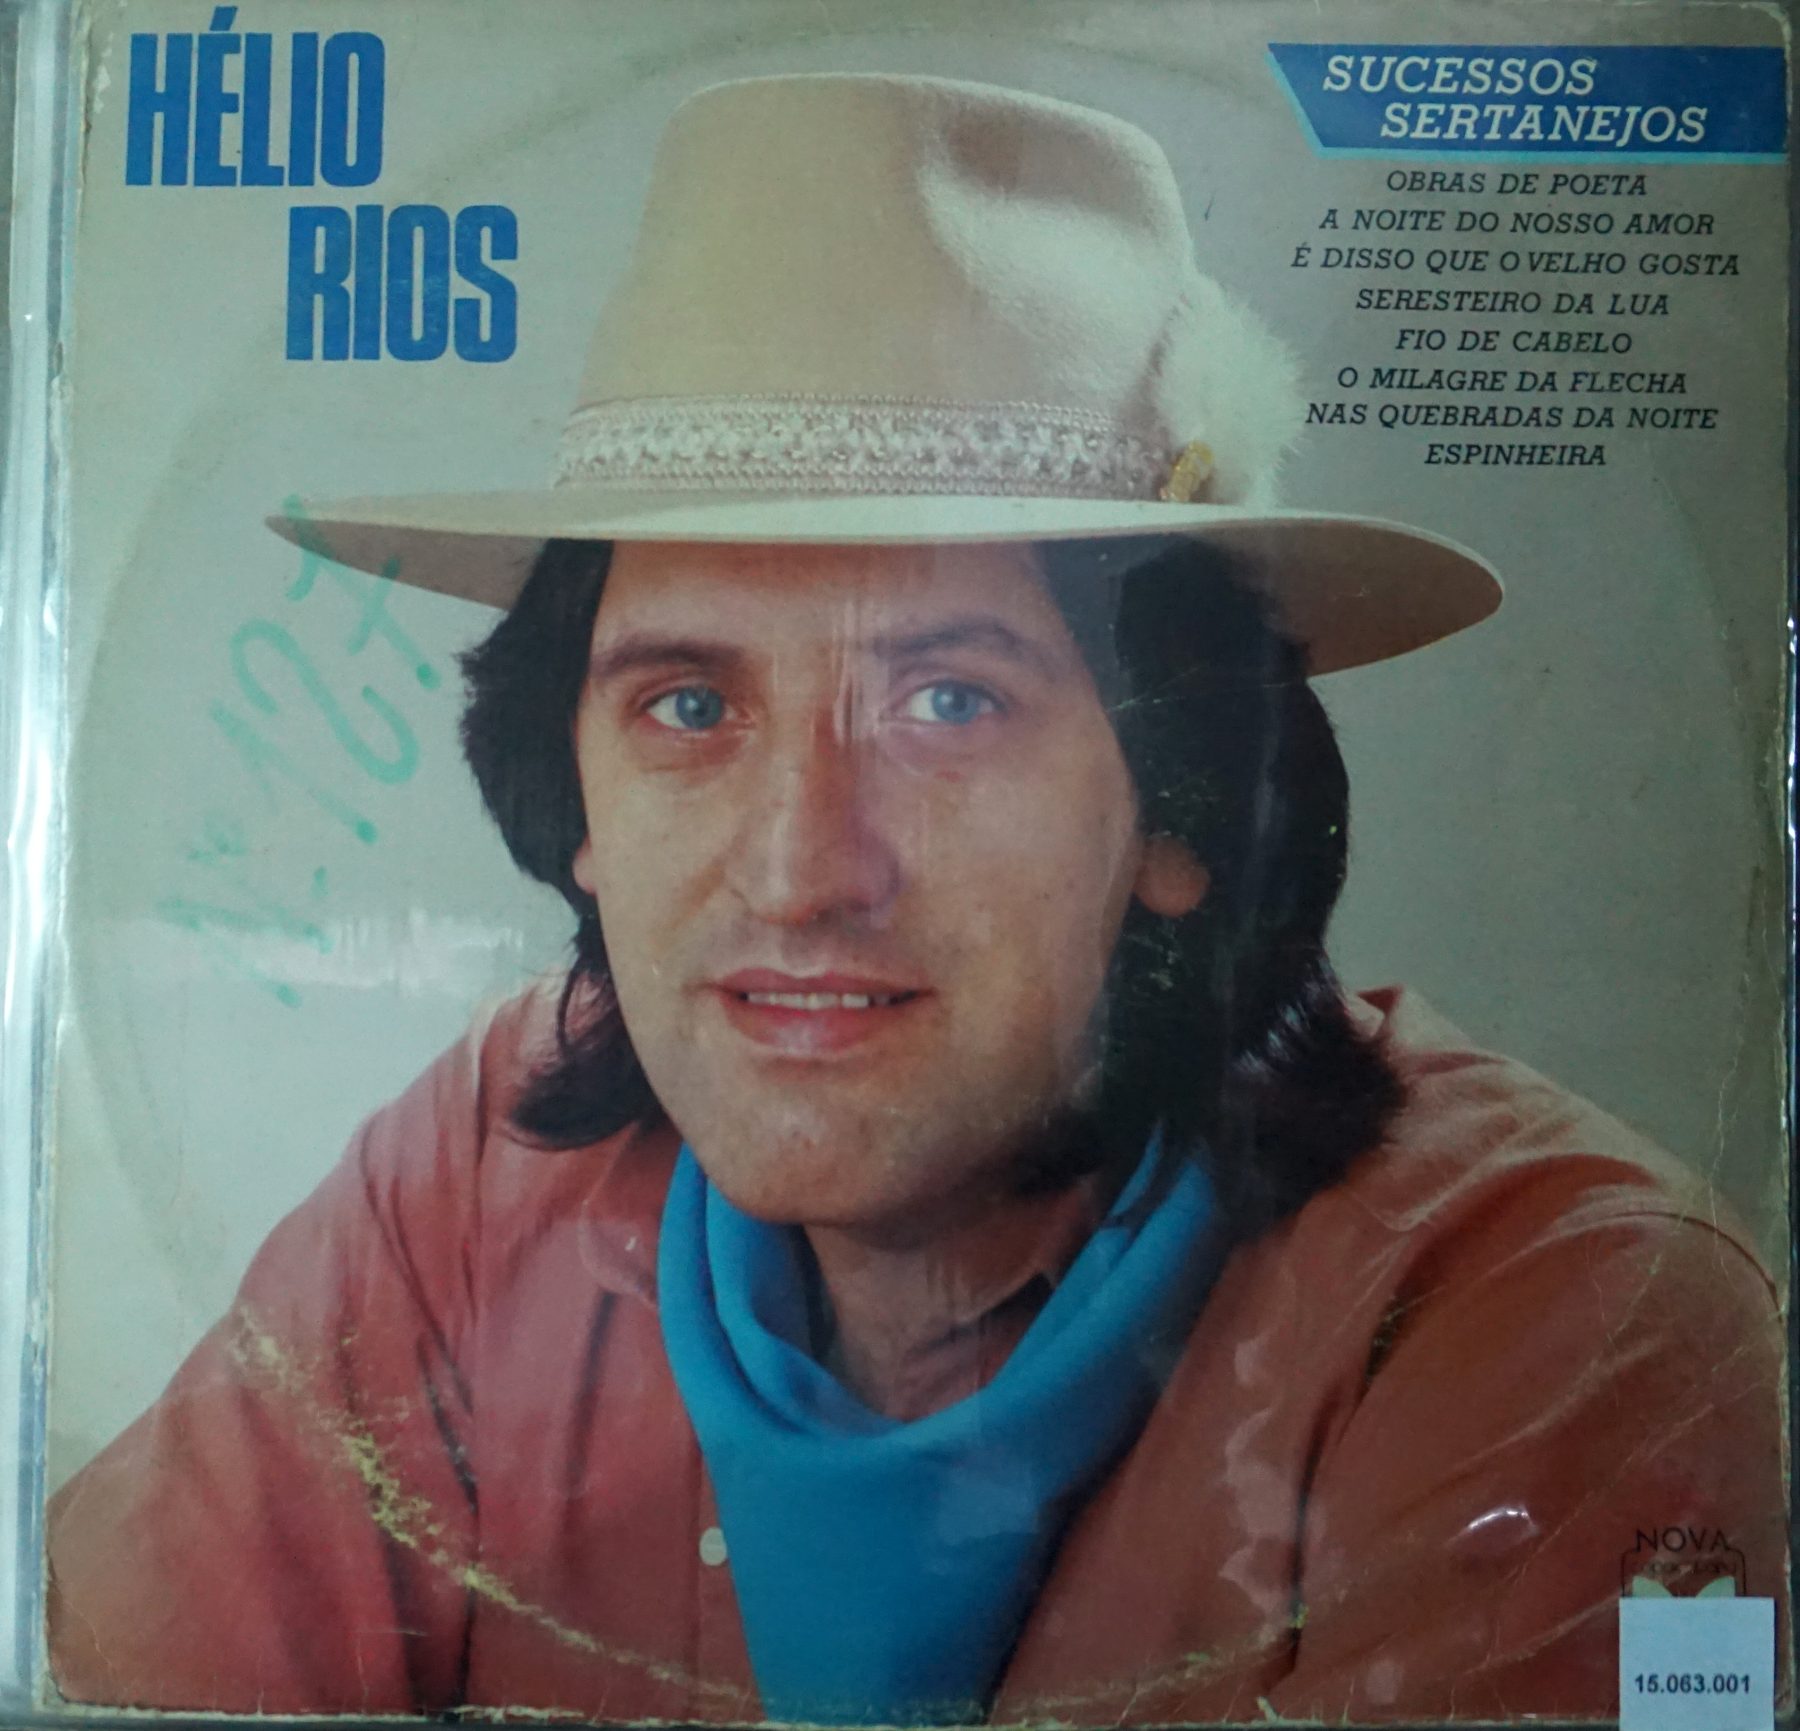 HÉLIO
RIOS
SUCESSOS
SERTANEJOS
OBRAS DE POETA
A NOITE DO NOSSO AMOR
É DISSO QUE O VELHO GOSTA
SERESTEIRO DA LUA
FIO DE CABELO
O MILAGRE DA FLECHA
NAS QUEBRADAS DA NOITE
ESPINHEIRA
127
NOVA
15.063.001